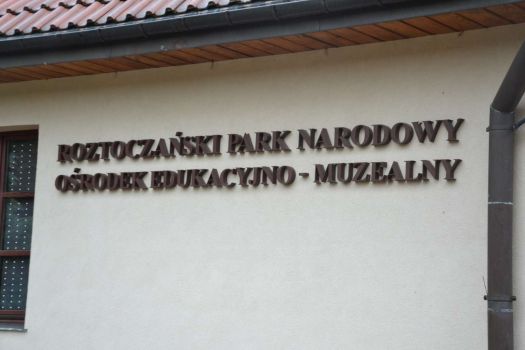 ROZTOCZAŃSKI PARK NARODOWY
OŚRODEK EDUKACYJNO - MUZEALNY